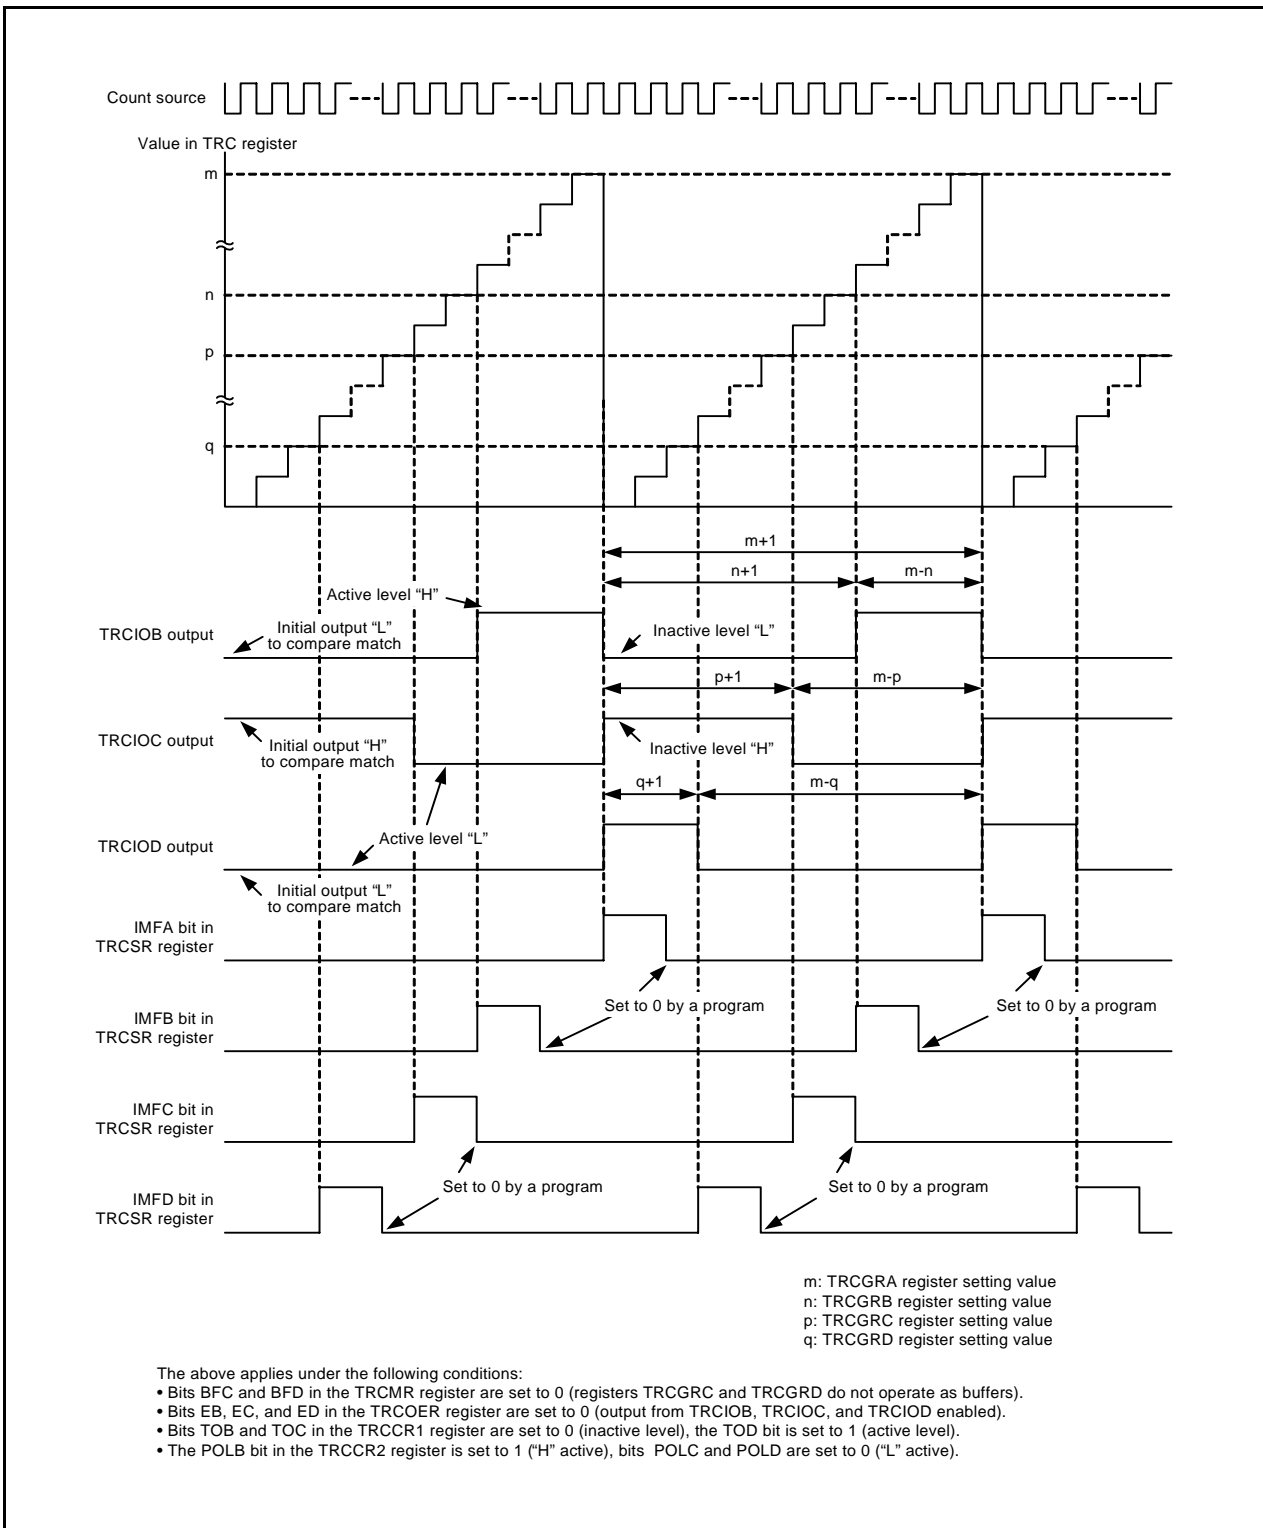 Count source
Value in TRC register
m
n
p
q
m+1
n+1
m-n
Active level “H”
TRCIOB output
Initial output “L”
to compare match
Inactive level “L”
p+1
m-p
TRCIOC output
Initial output “H”
to compare match
Inactive level “H”
q+1
m-q
Active level “L”
TRCIOD output
Initial output “L”
to compare match
IMFA bit in
TRCSR register
Set to 0 by a program
Set to 0 by a program
IMFB bit in
TRCSR register
IMFC bit in
TRCSR register
Set to 0 by a program
Set to 0 by a program
IMFD bit in
TRCSR register
m: TRCGRA register setting value
n: TRCGRB register setting value
p: TRCGRC register setting value
q: TRCGRD register setting value
The above applies under the following conditions:
• Bits BFC and BFD in the TRCMR register are set to 0 (registers TRCGRC and TRCGRD do not operate as buffers).
• Bits EB, EC, and ED in the TRCOER register are set to 0 (output from TRCIOB, TRCIOC, and TRCIOD enabled).
• Bits TOB and TOC in the TRCCR1 register are set to 0 (inactive level), the TOD bit is set to 1 (active level).
• The POLB bit in the TRCCR2 register is set to 1 (“H” active), bits POLC and POLD are set to 0 (“L” active).